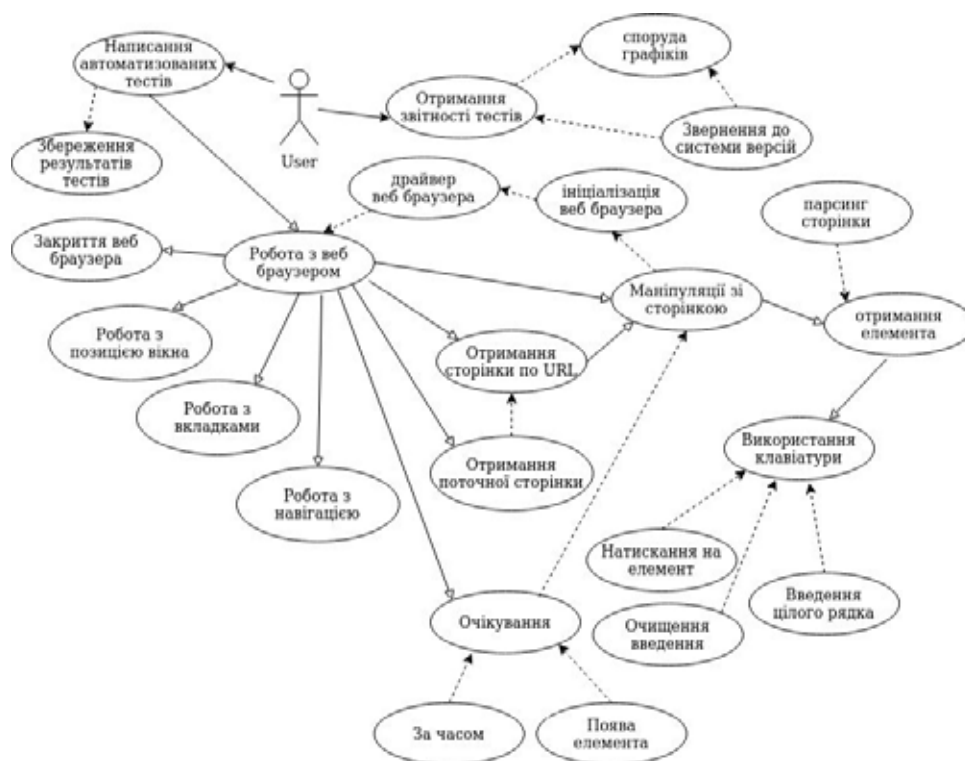 Написання
автоматизованих
тестів
споруда
графіків
Отримання
звітності тестів
Звернення до
системи версій
User
Збереження
результатів
тестів
драйвер
веб браузера
ініціалізація
веб браузера
парсинг
сторінки
Закриття веб
браузера
Робота з веб
браузером
Маніпуляції зі
сторінкою
отримання
елемента
Робота з
позицією вікна
Отримання
сторінки по URL
Робота з
вкладками
Використання
клавіатури
Отримання
поточної сторінки
Робота з
навігацією
Натискання на
елемент
Введення
цілого рядка
Очікування
Очищення
введення
За часом
Поява
елемента